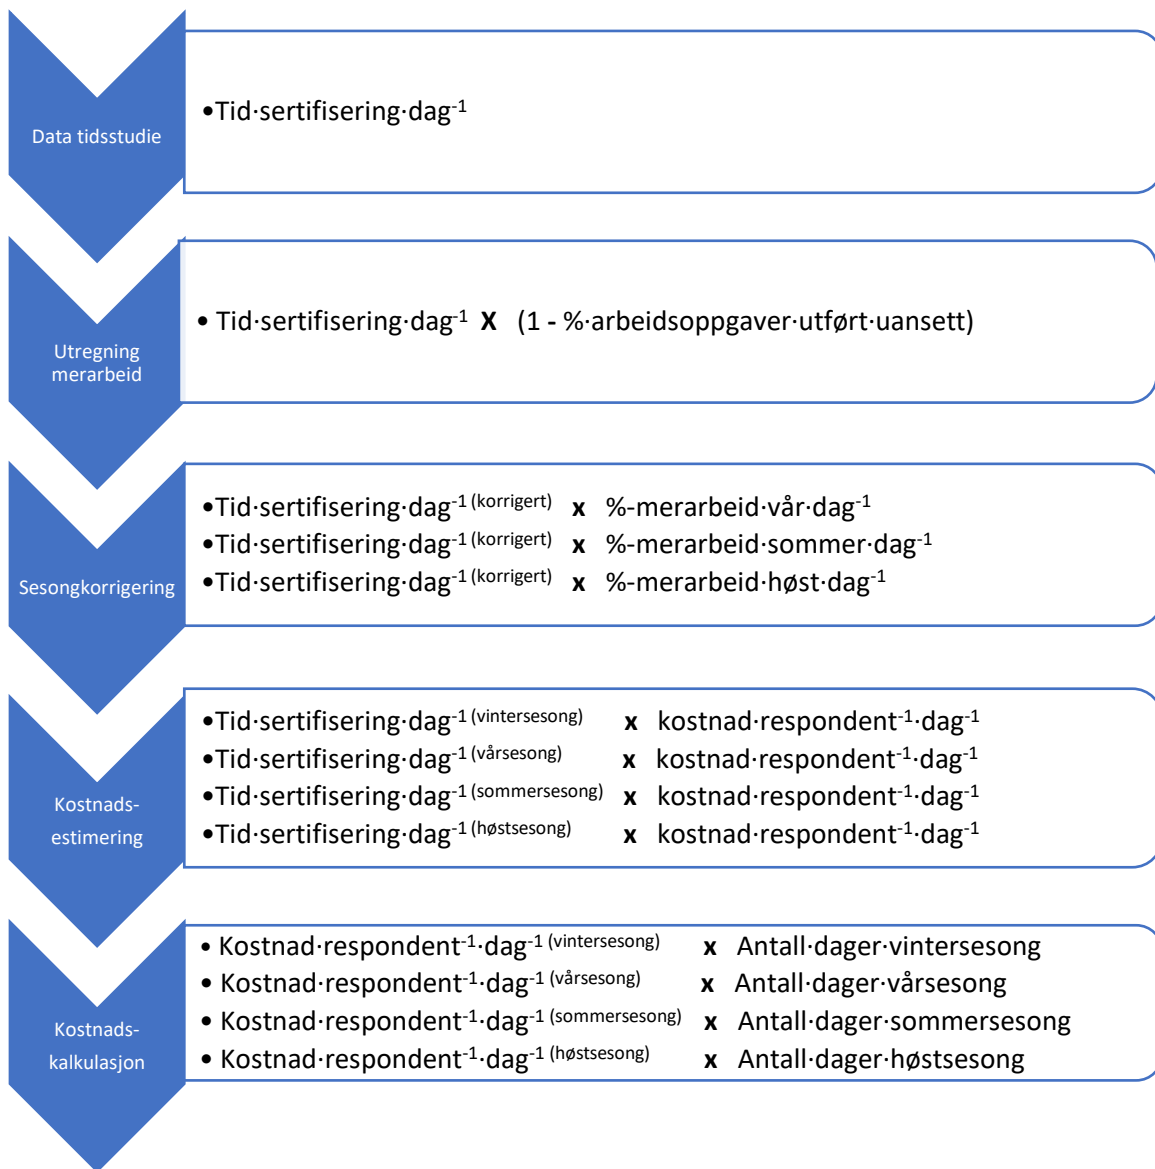 Data tidsstudie
•Tid·sertifisering·dag⁻¹
Utregning
merarbeid
• Tid·sertifisering·dag⁻¹ X (1 - %·arbeidsoppgaver·utført·uansett)
Sesongkorrigering
•Tid·sertifisering·dag⁻¹ (korrigert) x %-merarbeid·vår·dag⁻¹
•Tid·sertifisering·dag⁻¹ (korrigert) x %-merarbeid·sommer·dag⁻¹
•Tid·sertifisering·dag⁻¹ (korrigert) x %-merarbeid·høst·dag⁻¹
Kostnads-
estimering
•Tid·sertifisering·dag⁻¹ (vintersesong) x kostnad·respondent⁻¹·dag⁻¹
•Tid·sertifisering·dag⁻¹ (vårsesong) x kostnad·respondent⁻¹·dag⁻¹
•Tid·sertifisering·dag⁻¹ (sommersesong) x kostnad·respondent⁻¹·dag⁻¹
•Tid·sertifisering·dag⁻¹ (høstsesong) x kostnad·respondent⁻¹·dag⁻¹
Kostnads-
kalkulasjon
• Kostnad·respondent⁻¹·dag⁻¹ (vintersesong) x Antall·dager·vintersesong
• Kostnad·respondent⁻¹·dag⁻¹ (vårsesong) x Antall·dager·vårsesong
• Kostnad·respondent⁻¹·dag⁻¹ (sommersesong) x Antall·dager·sommersesong
• Kostnad·respondent⁻¹·dag⁻¹ (høstsesong) x Antall·dager·høstsesong